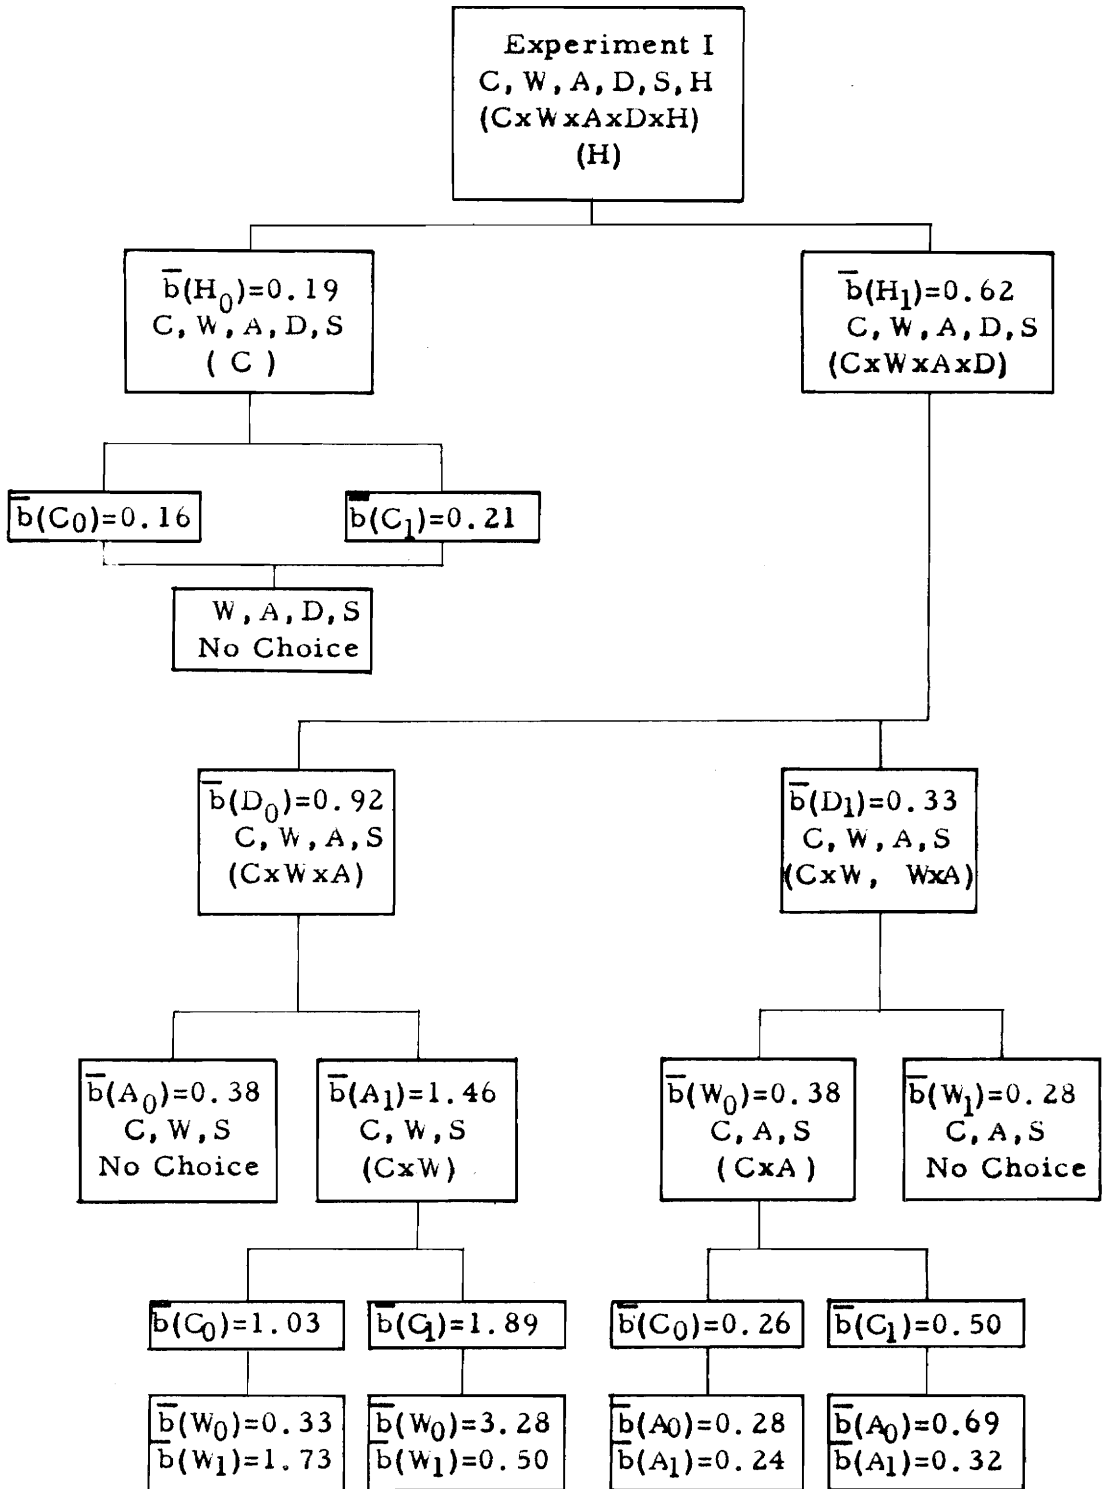 Experiment I
C, W, A, D, S, H
(CxWxAxDxH)
(H)
b̅(H₀)=0.19
C, W, A, D, S
( C )
b̅(H₁)=0.62
C, W, A, D, S
(CxWxAxD)
b̅(C₀)=0.16
b̅(C₁)=0.21
W, A, D, S
No Choice
b̅(D₀)=0.92
C, W, A, S
(CxWxA)
b̅(D₁)=0.33
C, W, A, S
(CxW, WxA)
b̅(A₀)=0.38
C, W, S
No Choice
b̅(A₁)=1.46
C, W, S
(CxW)
b̅(W₀)=0.38
C, A, S
(CxA)
b̅(W₁)=0.28
C, A, S
No Choice
b̅(C₀)=1.03
b̅(C₁)=1.89
b̅(C₀)=0.26
b̅(C₁)=0.50
b̅(W₀)=0.33
b̅(W₁)=1.73
b̅(W₀)=3.28
b̅(W₁)=0.50
b̅(A₀)=0.28
b̅(A₁)=0.24
b̅(A₀)=0.69
b̅(A₁)=0.32